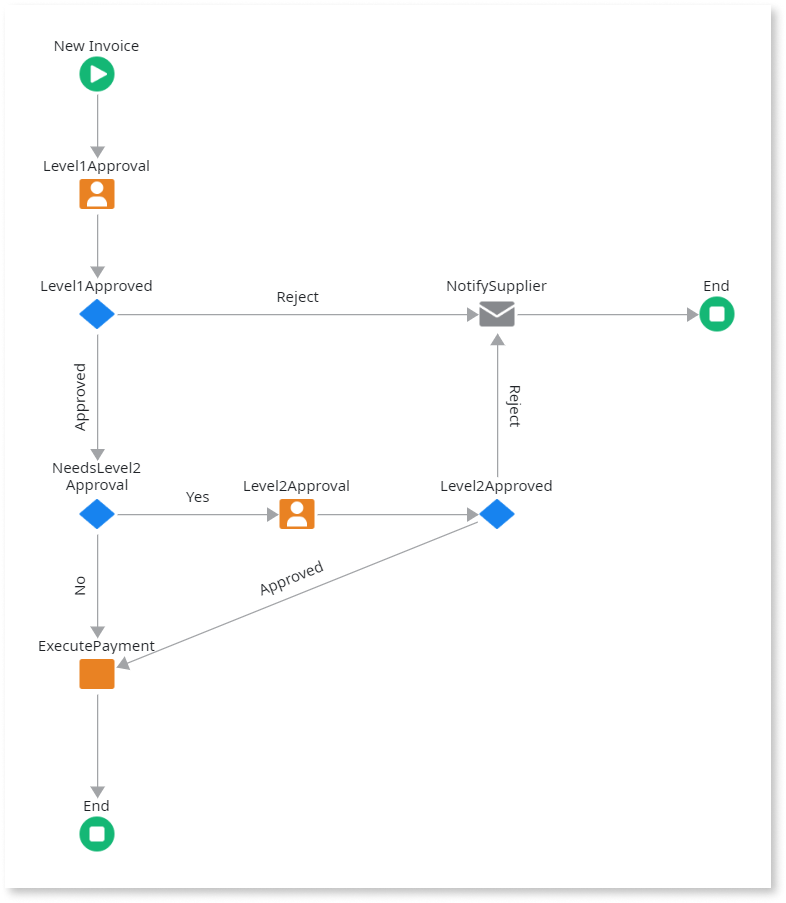 New Invoice
Level1Approval
Level1Approved
Reject
NotifySupplier
End
Approved
Reject
NeedsLevel2
Approval
Yes
Level2Approval
Level2Approved
Approved
No
ExecutePayment
End